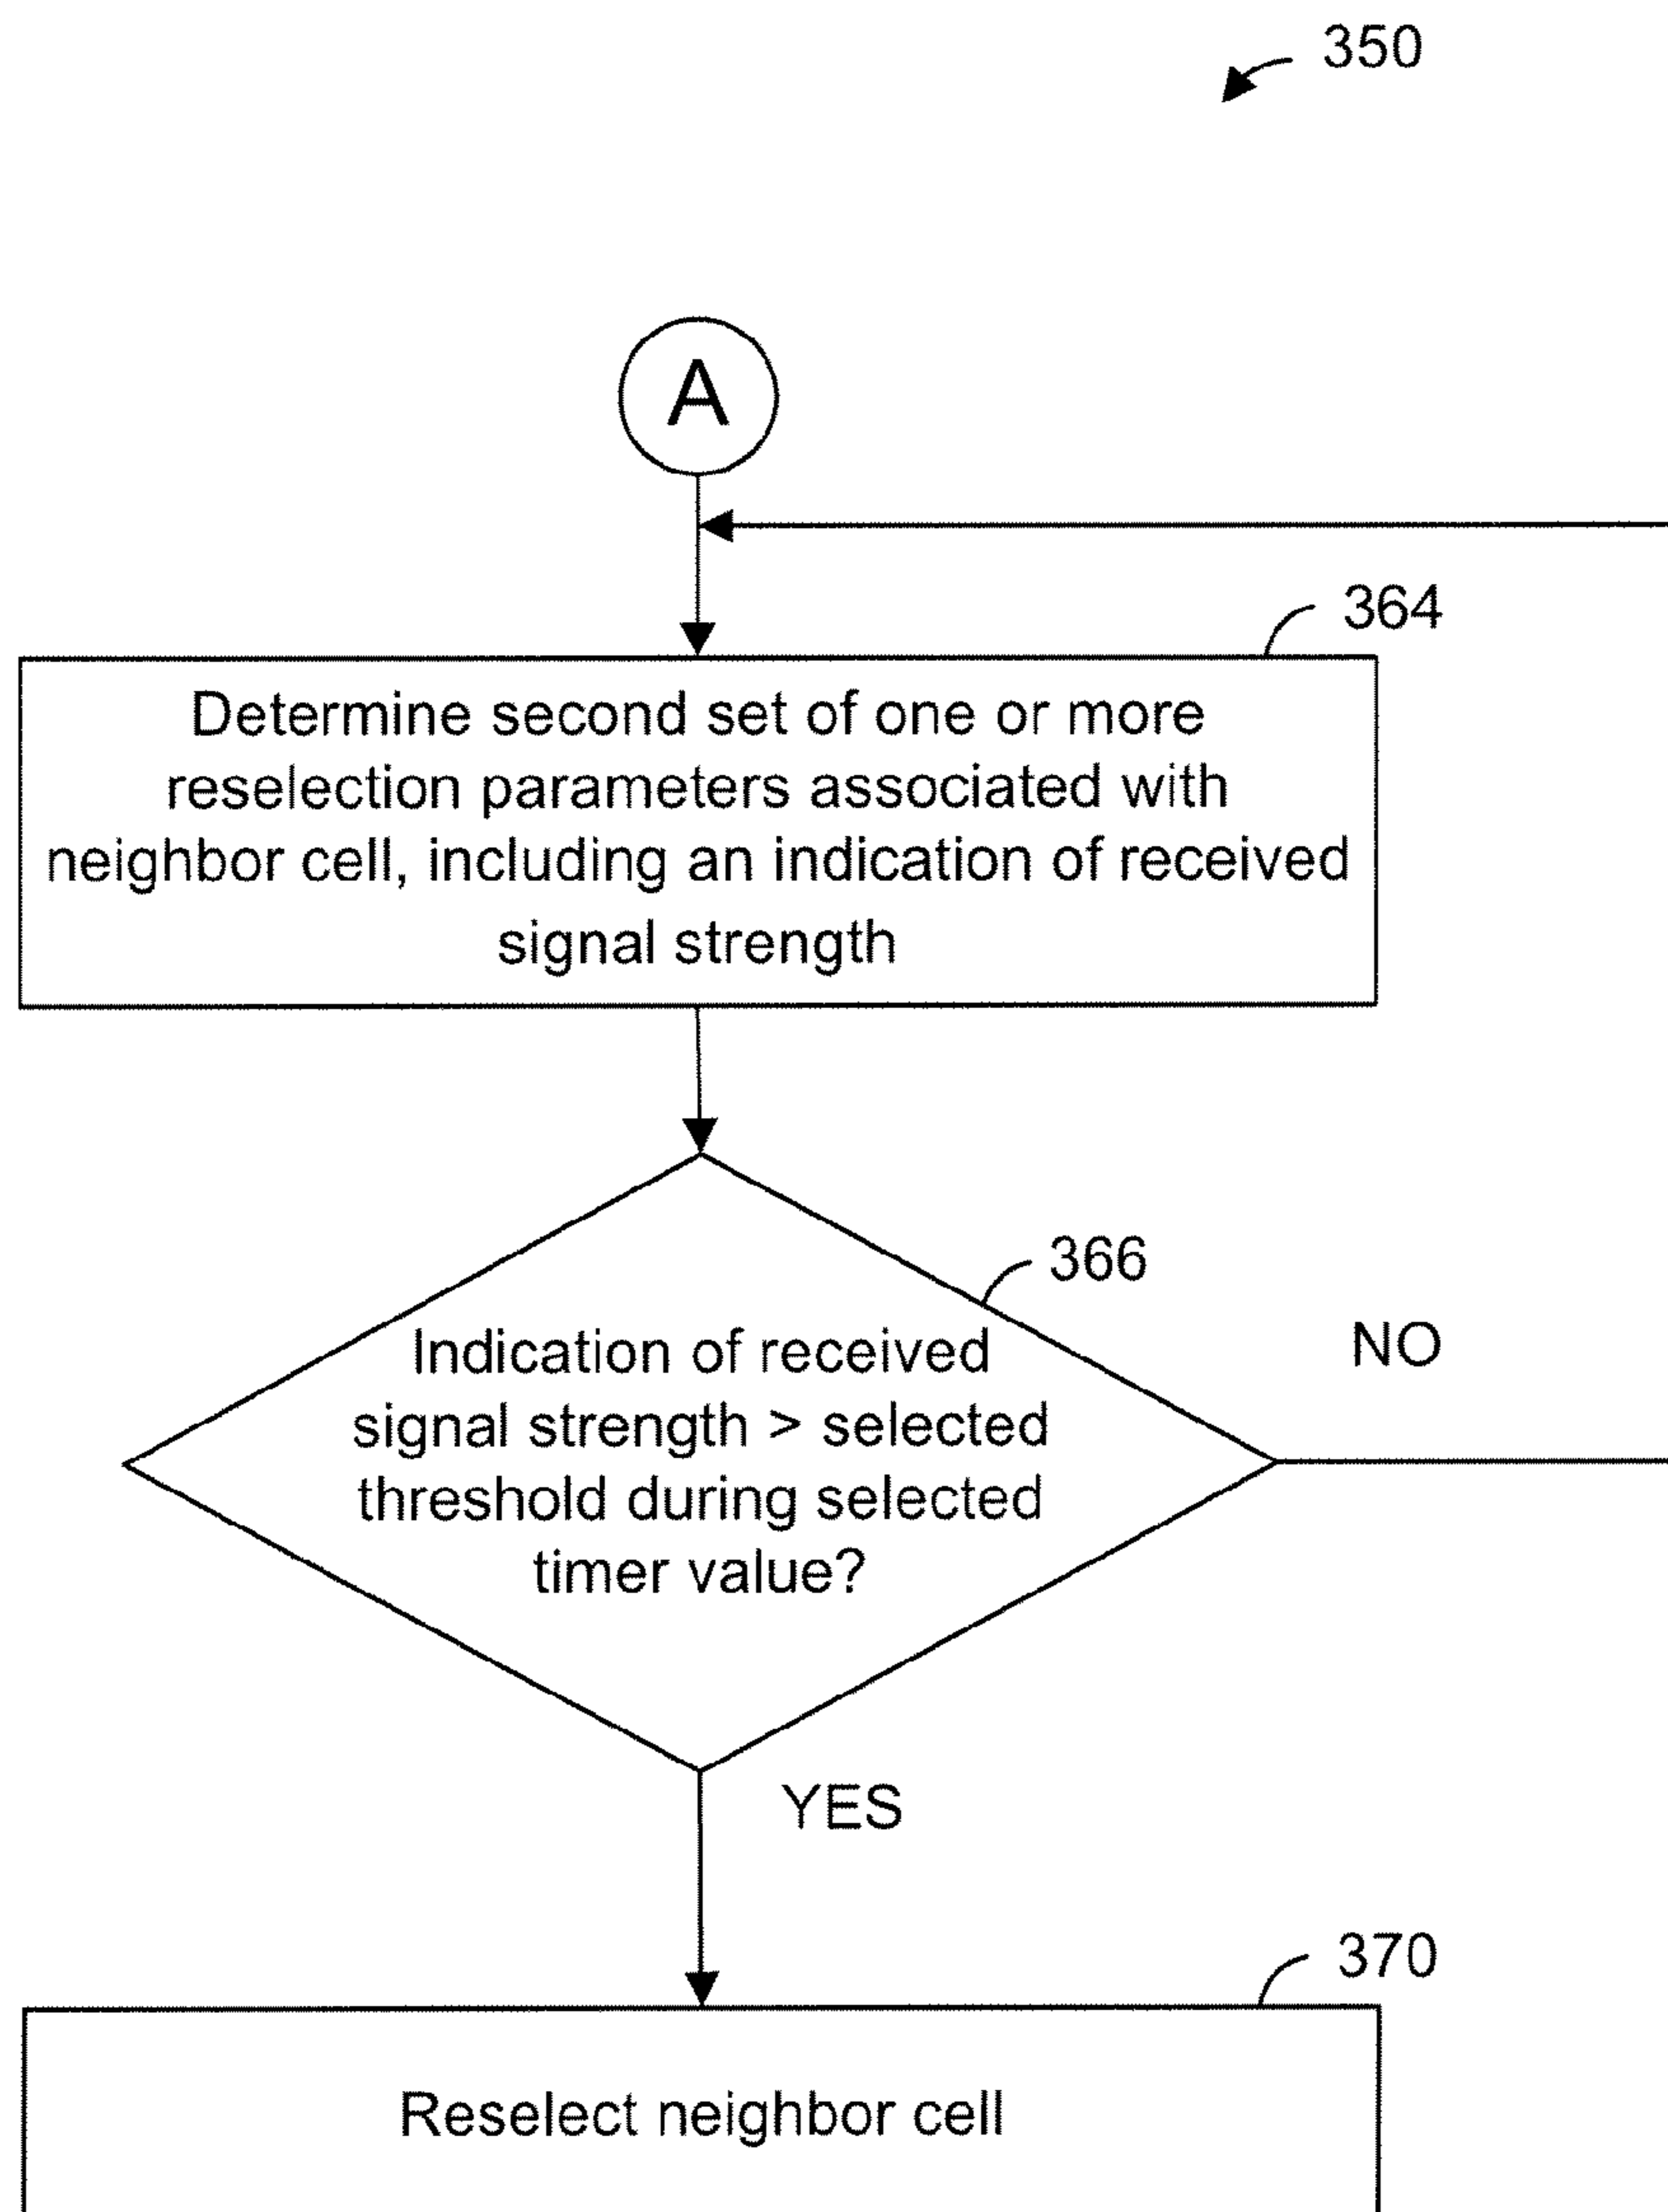 350
A
364
Determine second set of one or more
reselection parameters associated with
neighbor cell, including an indication of received
signal strength
366
Indication of received
signal strength > selected
threshold during selected
timer value?
NO
YES
370
Reselect neighbor cell